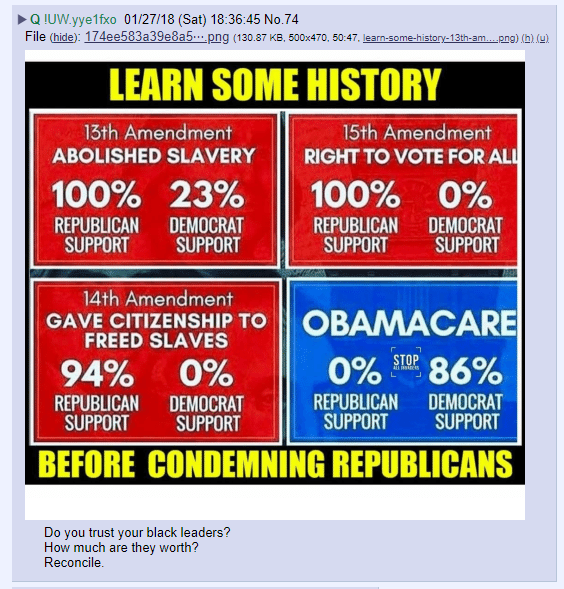 ▶ Q !UW.yye1fxo 01/27/18 (Sat) 18:36:45 No.74
File (hide): 174ee583a39e8a5⋯.png (130.87 KB, 500x470, 50:47, learn-some-history-13th-am….png) (h) (u)
LEARN SOME HISTORY
13th Amendment
ABOLISHED SLAVERY
100% 23%
REPUBLICAN DEMOCRAT
SUPPORT SUPPORT
15th Amendment
RIGHT TO VOTE FOR ALL
100% 0%
REPUBLICAN DEMOCRAT
SUPPORT SUPPORT
14th Amendment
GAVE CITIZENSHIP TO
FREED SLAVES
94% 0%
REPUBLICAN DEMOCRAT
SUPPORT SUPPORT
OBAMACARE
0% STOP 86%
REPUBLICAN DEMOCRAT
SUPPORT SUPPORT
BEFORE CONDEMNING REPUBLICANS
Do you trust your black leaders?
How much are they worth?
Reconcile.